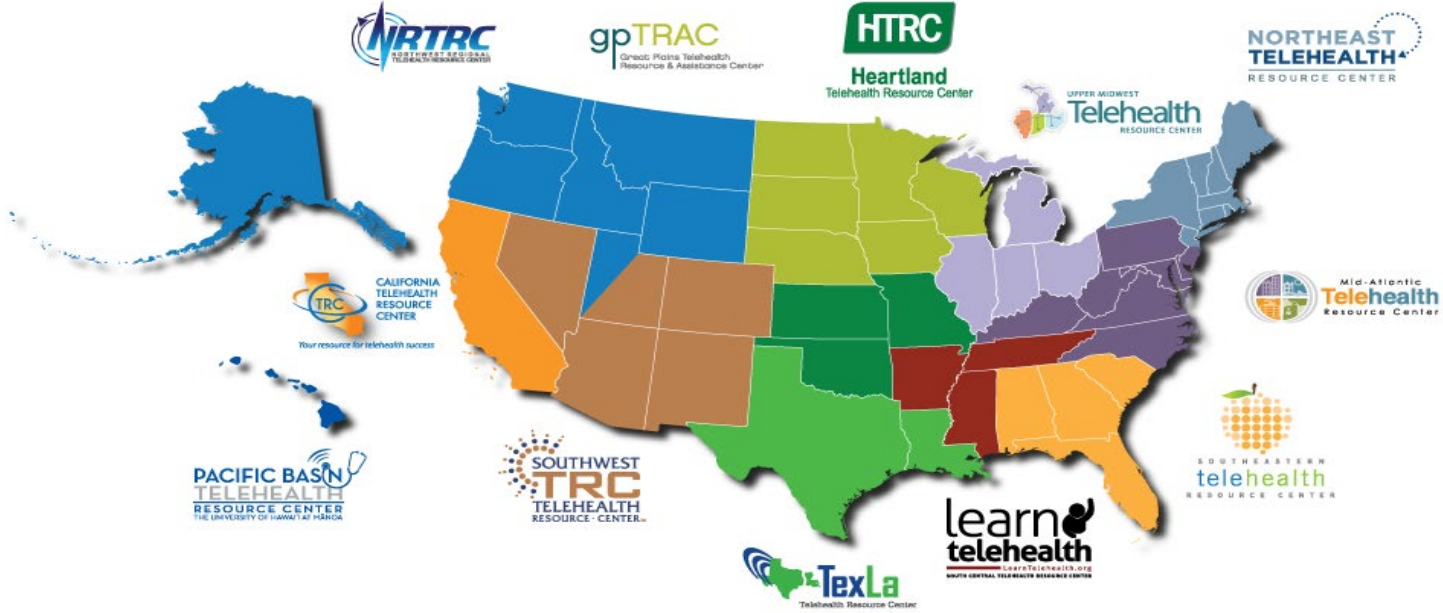 NRTRC
NORTHWEST REGIONAL
TELEHEALTH RESOURCE CENTER
gpTRAC
Great Plains Telehealth
Resource & Assistance Center
HTRC
Heartland
Telehealth Resource Center
UPPER MIDWEST
Telehealth
RESOURCE CENTER
NORTHEAST
TELEHEALTH
RESOURCE CENTER
TRC
CALIFORNIA
TELEHEALTH
RESOURCE
CENTER
Your resource for telehealth success
Mid-Atlantic
Telehealth
Resource Center
PACIFIC BASIN
TELEHEALTH
RESOURCE CENTER
THE UNIVERSITY OF HAWAI'I AT MĀNOA
SOUTHWEST
TRC
TELEHEALTH
RESOURCE · CENTER
SOUTHEASTERN
telehealth
RESOURCE CENTER
learn
telehealth
LearnTelehealth.org
SOUTH CENTRAL TELEHEALTH RESOURCE CENTER
TexLa
Telehealth Resource Center